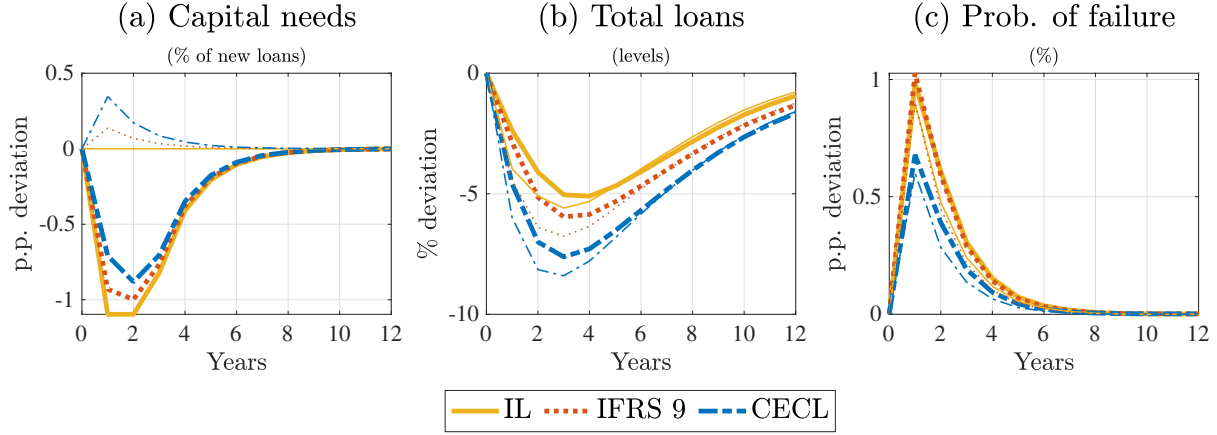 (a) Capital needs
(% of new loans)
p.p. deviation
0.5
0
-0.5
-1
0 2 4 6 8 10 12
Years
(b) Total loans
(levels)
% deviation
0
-5
-10
0 2 4 6 8 10 12
Years
(c) Prob. of failure
(%)
p.p. deviation
1
0.5
0
0 2 4 6 8 10 12
Years
IL IFRS 9 CECL